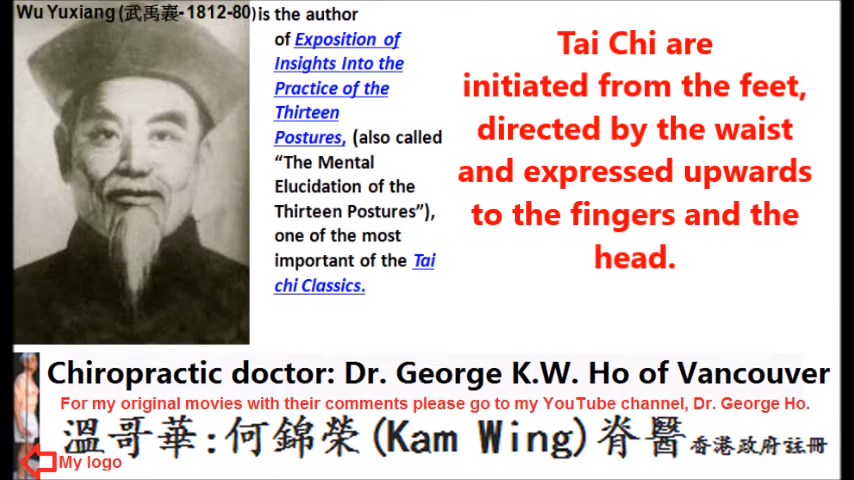 Wu Yuxiang (武禹襄-1812-80) is the author
of Exposition of
Insights Into the
Practice of the
Thirteen
Postures, (also called
“The Mental
Elucidation of the
Thirteen Postures”),
one of the most
important of the Tai
chi Classics.
Tai Chi are
initiated from the feet,
directed by the waist
and expressed upwards
to the fingers and the
head.
Chiropractic doctor: Dr. George K.W. Ho of Vancouver
For my original movies with their comments please go to my YouTube channel, Dr. George Ho.
溫哥華:何錦榮(Kam Wing)脊醫香港政府註冊
My logo